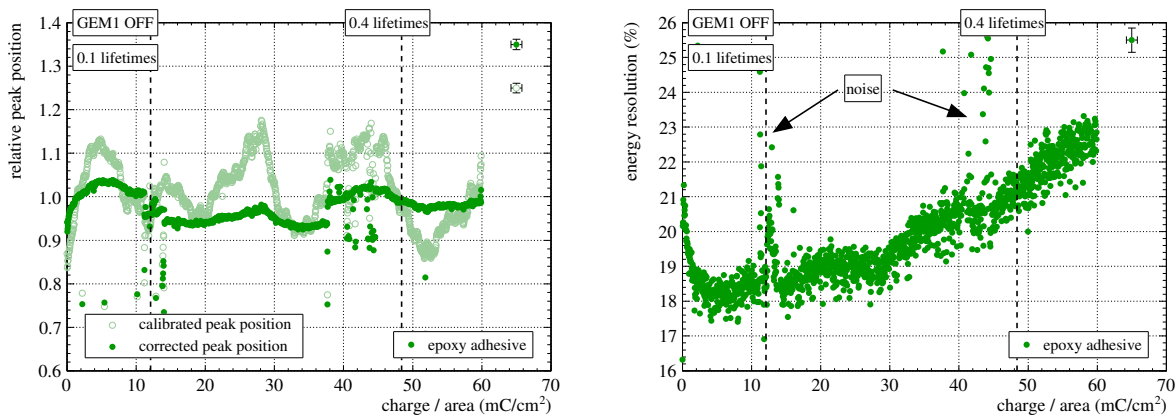 GEM1 OFF
0.4 lifetimes
0.1 lifetimes
relative peak position
1.4
1.3
1.2
1.1
1.0
0.9
0.8
0.7
0.6
calibrated peak position
corrected peak position
epoxy adhesive
0 10 20 30 40 50 60 70
charge / area (mC/cm²)
GEM1 OFF
0.4 lifetimes
0.1 lifetimes
noise
energy resolution (%)
26
25
24
23
22
21
20
19
18
17
16
epoxy adhesive
0 10 20 30 40 50 60 70
charge / area (mC/cm²)